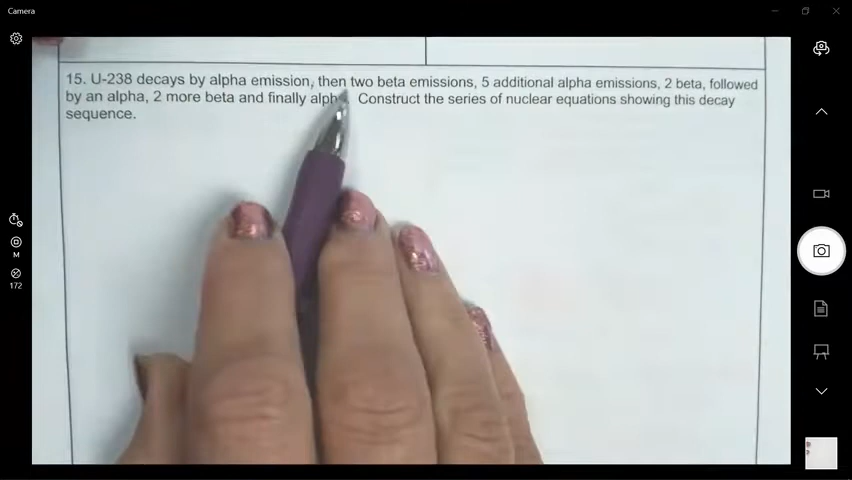 Camera
15. U-238 decays by alpha emission, then two beta emissions, 5 additional alpha emissions, 2 beta, followed
by an alpha, 2 more beta and finally Construct the series of nuclear equations showing this decay
sequence.
M
172